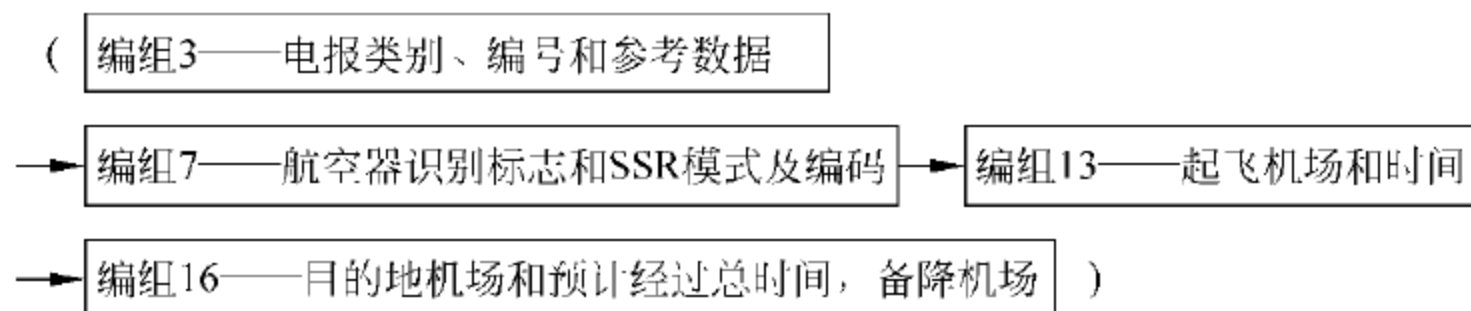 ( 编组3——电报类别、编号和参考数据
编组7——航空器识别标志和SSR模式及编码 编组13——起飞机场和时间
编组16——目的地机场和预计经过总时间，备降机场 )